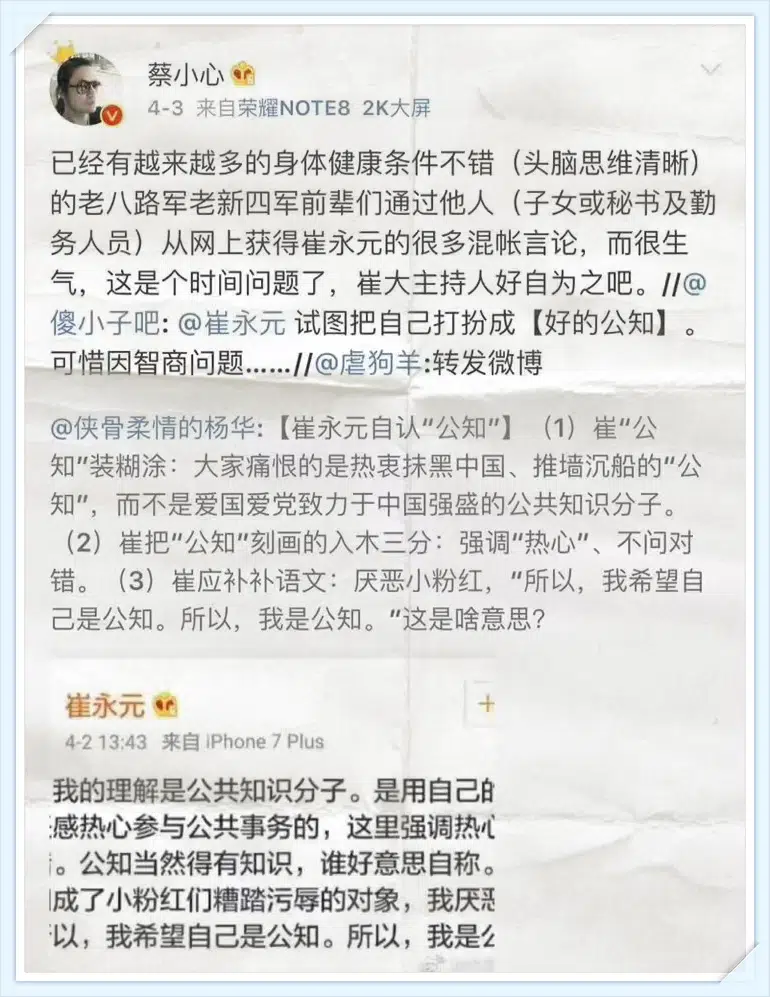 蔡小心
4-3 来自荣耀NOTE8 2K大屏
已经有越来越多的身体健康条件不错（头脑思维清晰）
的老八路军老新四军前辈们通过他人（子女或秘书及勤
务人员）从网上获得崔永元的很多混帐言论，而很生
气，这是个时间问题了，崔大主持人好自为之吧。//@
傻小子吧: @崔永元 试图把自己打扮成【好的公知】。
可惜因智商问题……//@虐狗羊:转发微博
@侠骨柔情的杨华:【崔永元自认“公知”】（1）崔“公
知”装糊涂：大家痛恨的是热衷抹黑中国、推墙沉船的“公
知”，而不是爱国爱党致力于中国强盛的公共知识分子。
（2）崔把“公知”刻画的入木三分：强调“热心”、不问对
错。（3）崔应补补语文：厌恶小粉红，“所以，我希望自
己是公知。所以，我是公知。”这是啥意思？
崔永元
4-2 13:43 来自 iPhone 7 Plus
我的理解是公共知识分子。是用自己的
感热心参与公共事务的，这里强调热心
。公知当然得有知识，谁好意思自称。
成了小粉红们糟踏污辱的对象，我厌恶
以，我希望自己是公知。所以，我是公